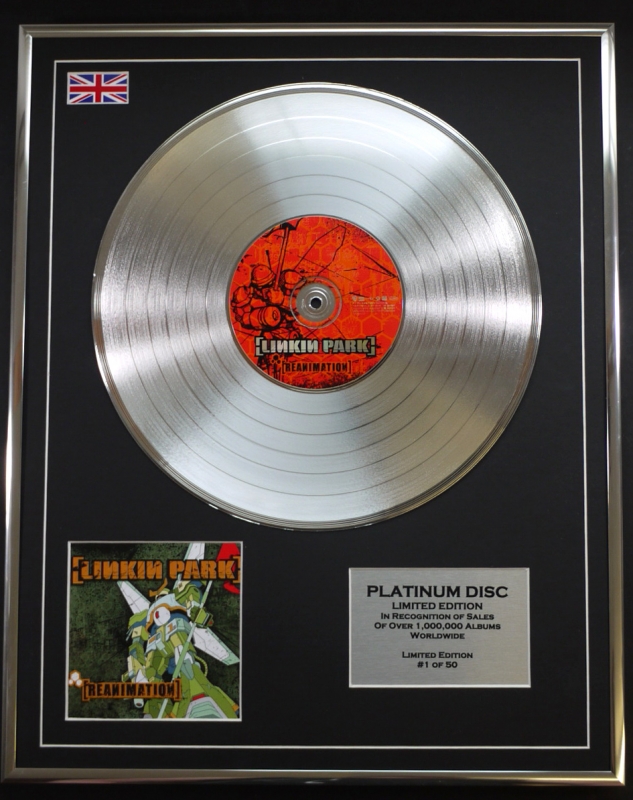 [LINKIN PARK]
[REANIMATION]
[LINKIN PARK]
[REANIMATION]
PLATINUM DISC
LIMITED EDITION
IN RECOGNITION OF SALES
OF OVER 1,000,000 ALBUMS
WORLDWIDE
LIMITED EDITION
#1 OF 50